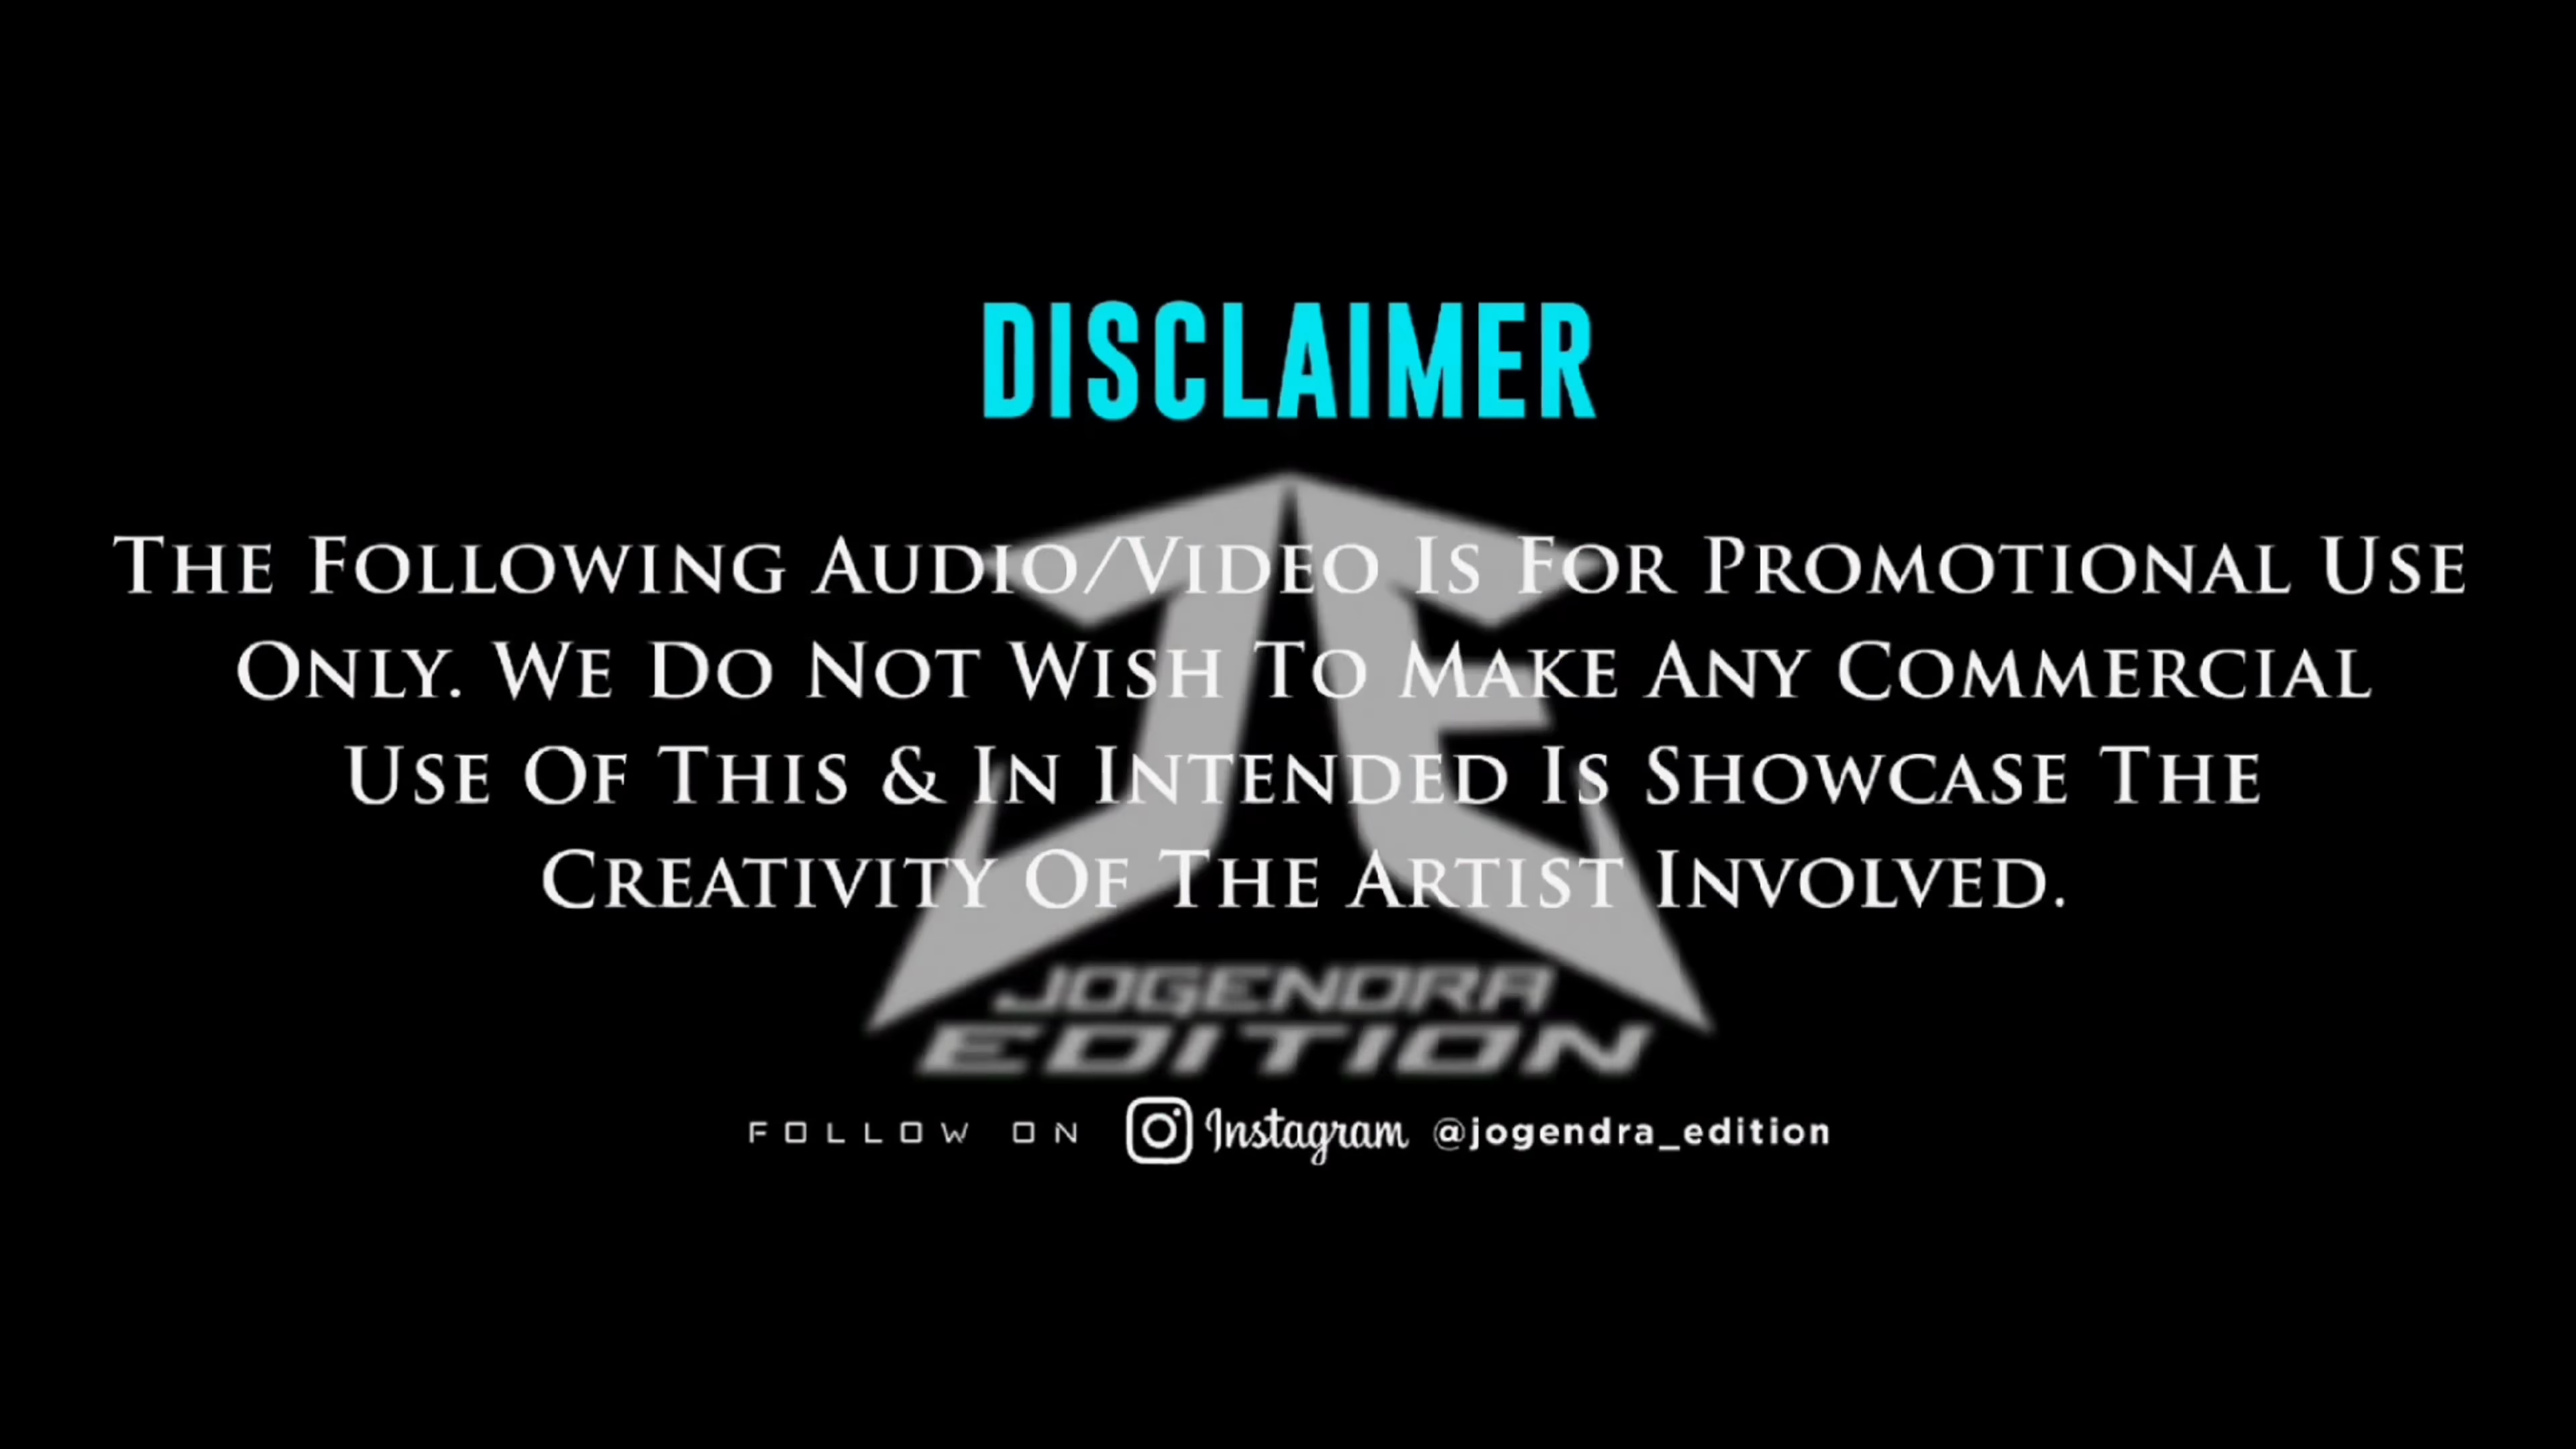 DISCLAIMER
The Following Audio/Video Is For Promotional Use
Only. We Do Not Wish To Make Any Commercial
Use Of This & In Intended Is Showcase The
Creativity Of The Artist Involved.
JOGENDRA
EDITION
FOLLOW ON Instagram @jogendra_edition